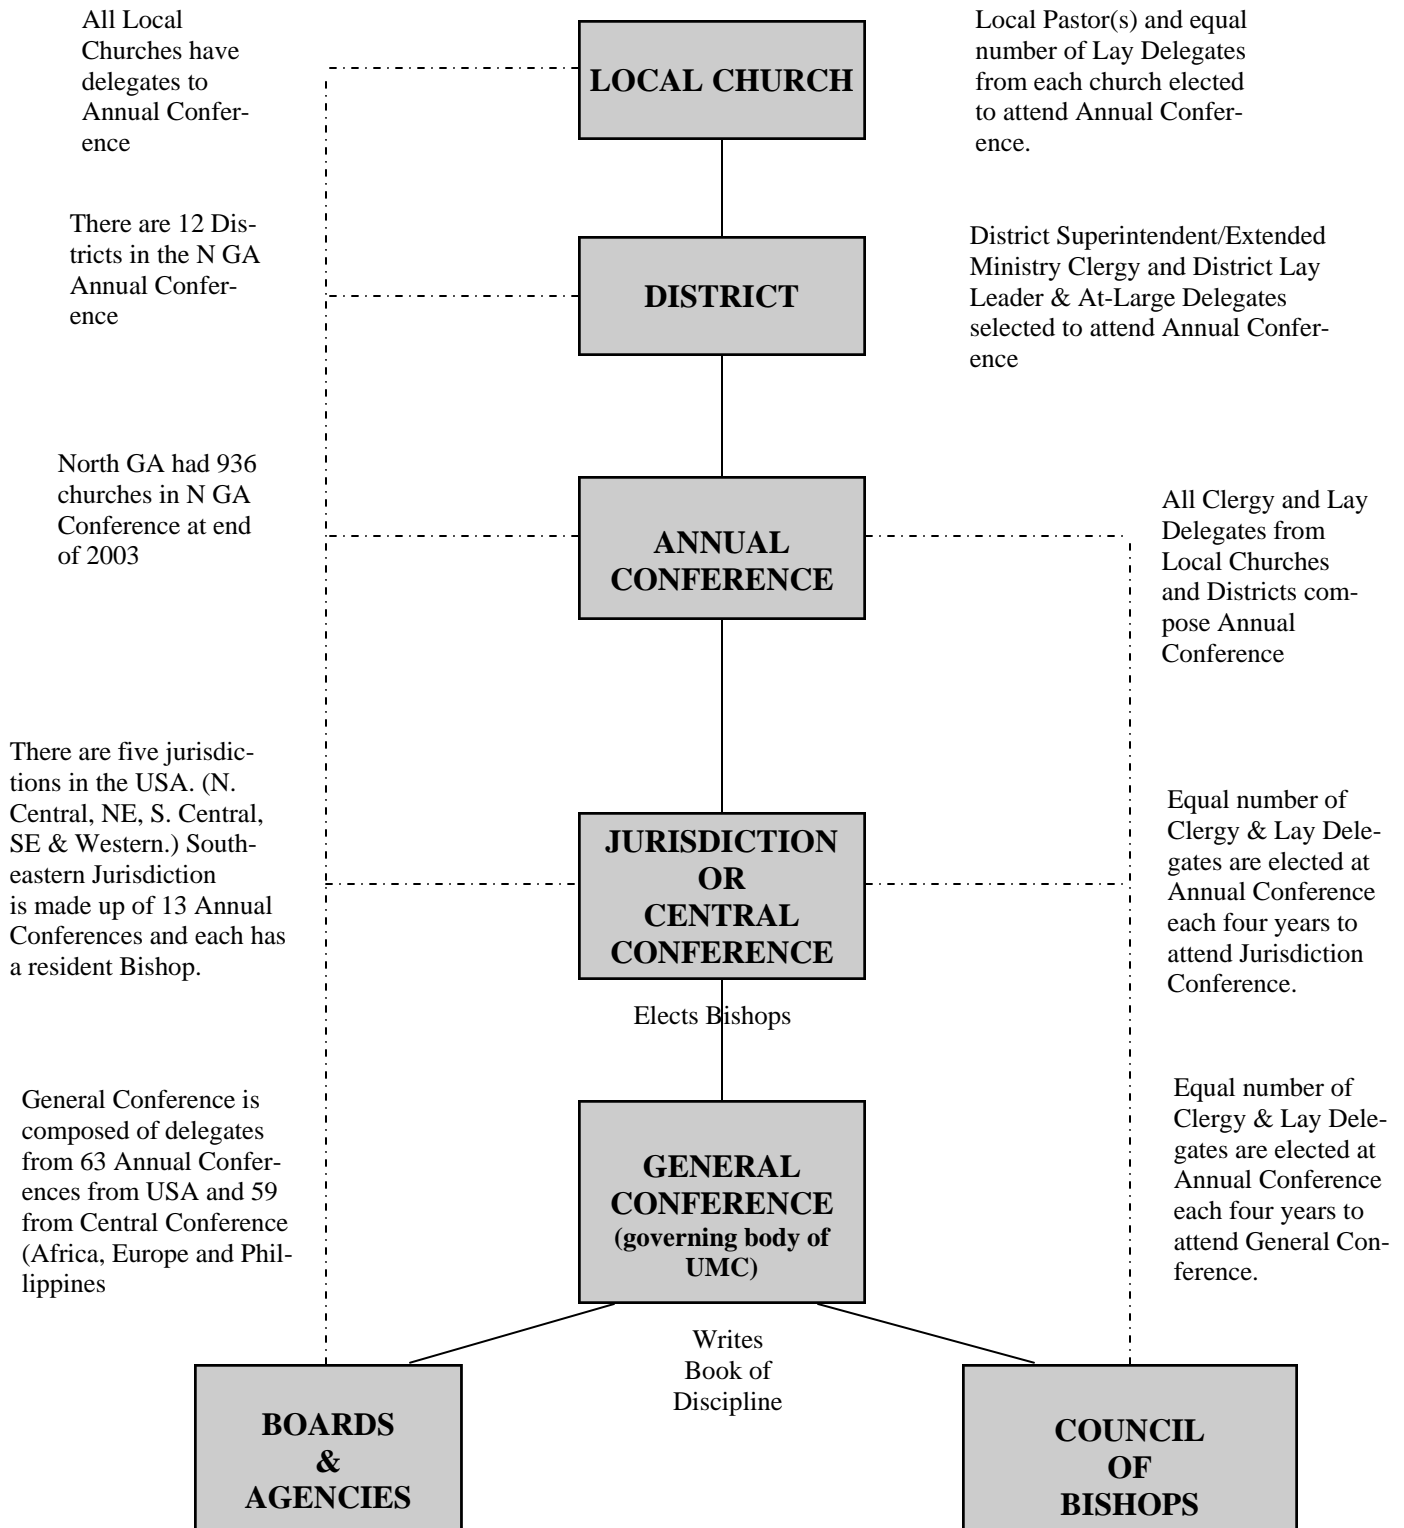 All Local
Churches have
delegates to
Annual Confer-
ence
LOCAL CHURCH
Local Pastor(s) and equal
number of Lay Delegates
from each church elected
to attend Annual Confer-
ence.
There are 12 Dis-
tricts in the N GA
Annual Confer-
ence
DISTRICT
District Superintendent/Extended
Ministry Clergy and District Lay
Leader & At-Large Delegates
selected to attend Annual Confer-
ence
North GA had 936
churches in N GA
Conference at end
of 2003
ANNUAL
CONFERENCE
All Clergy and Lay
Delegates from
Local Churches
and Districts com-
pose Annual
Conference
There are five jurisdic-
tions in the USA. (N.
Central, NE, S. Central,
SE & Western.) South-
eastern Jurisdiction
is made up of 13 Annual
Conferences and each has
a resident Bishop.
JURISDICTION
OR
CENTRAL
CONFERENCE
Elects Bishops
Equal number of
Clergy & Lay Dele-
gates are elected at
Annual Conference
each four years to
attend Jurisdiction
Conference.
General Conference is
composed of delegates
from 63 Annual Confer-
ences from USA and 59
from Central Conference
(Africa, Europe and Phil-
lippines
GENERAL
CONFERENCE
(governing body of
UMC)
Equal number of
Clergy & Lay Dele-
gates are elected at
Annual Conference
each four years to
attend General Con-
ference.
Writes
Book of
Discipline
BOARDS
&
AGENCIES
COUNCIL
OF
BISHOPS